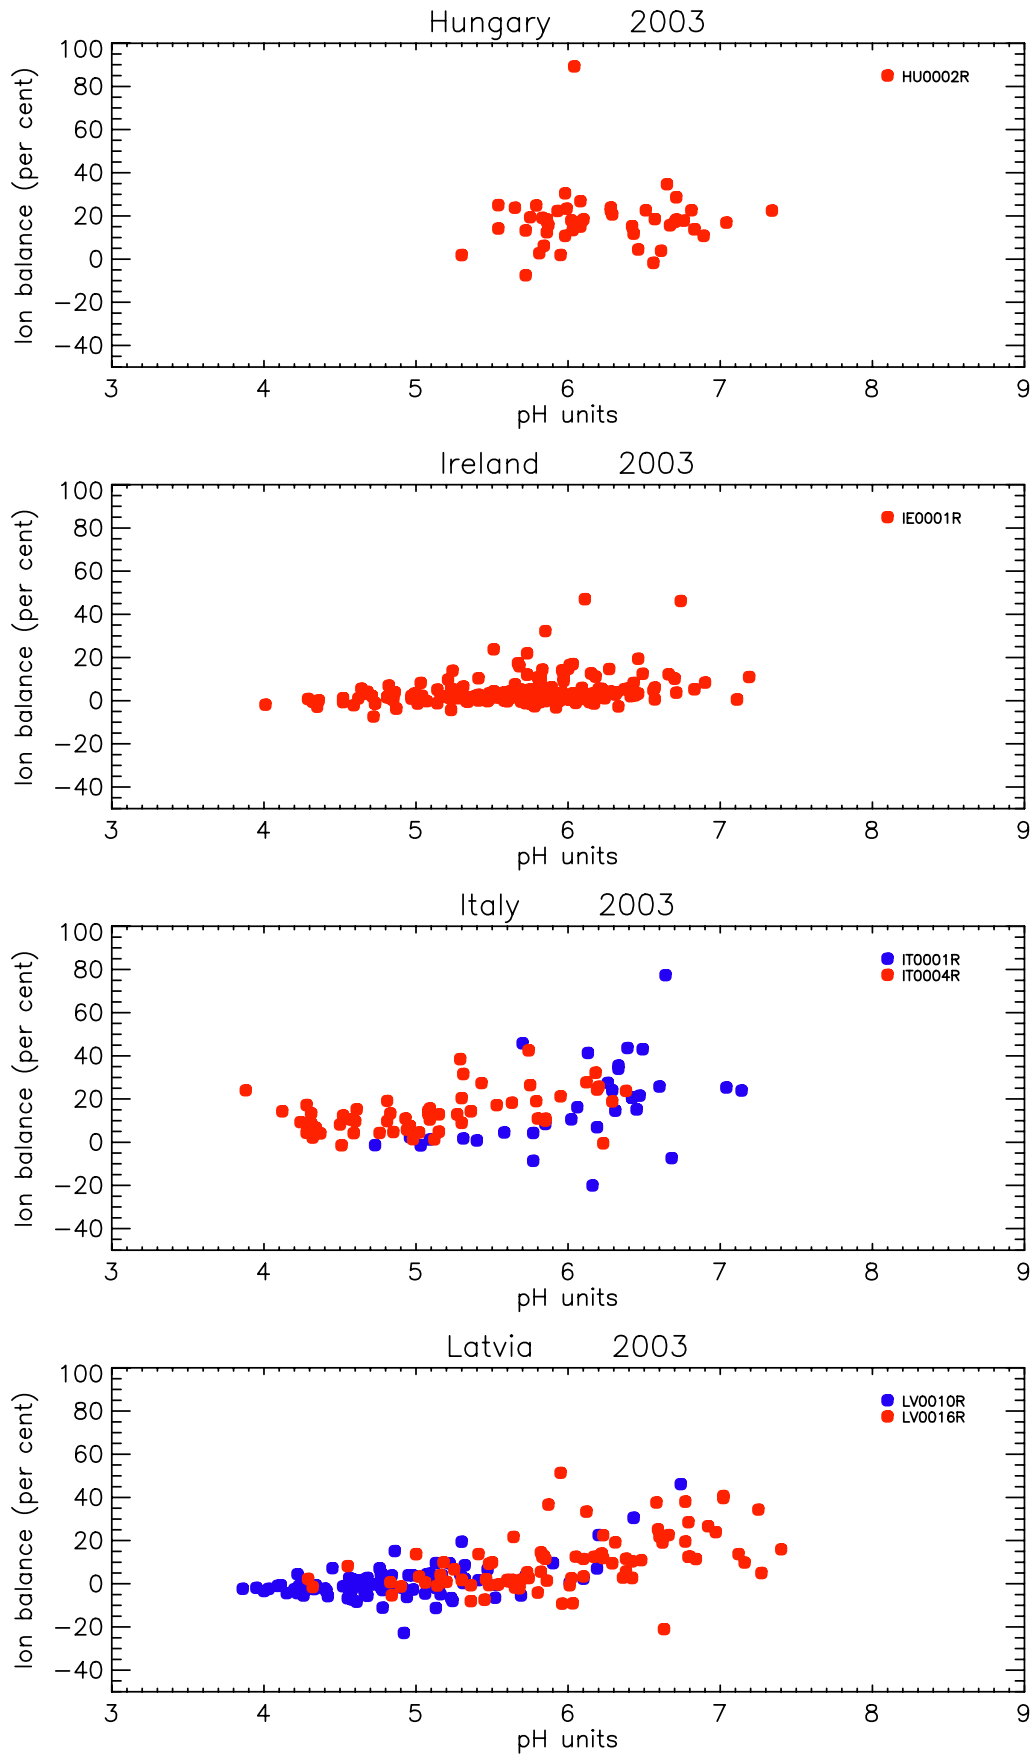 Hungary 2003
100
80
60
40
20
0
−20
−40
Ion balance (per cent)
HU0002R
3 4 5 6 7 8 9
pH units
Ireland 2003
100
80
60
40
20
0
−20
−40
Ion balance (per cent)
IE0001R
3 4 5 6 7 8 9
pH units
Italy 2003
100
80
60
40
20
0
−20
−40
Ion balance (per cent)
IT0001R
IT0004R
3 4 5 6 7 8 9
pH units
Latvia 2003
100
80
60
40
20
0
−20
−40
Ion balance (per cent)
LV0010R
LV0016R
3 4 5 6 7 8 9
pH units